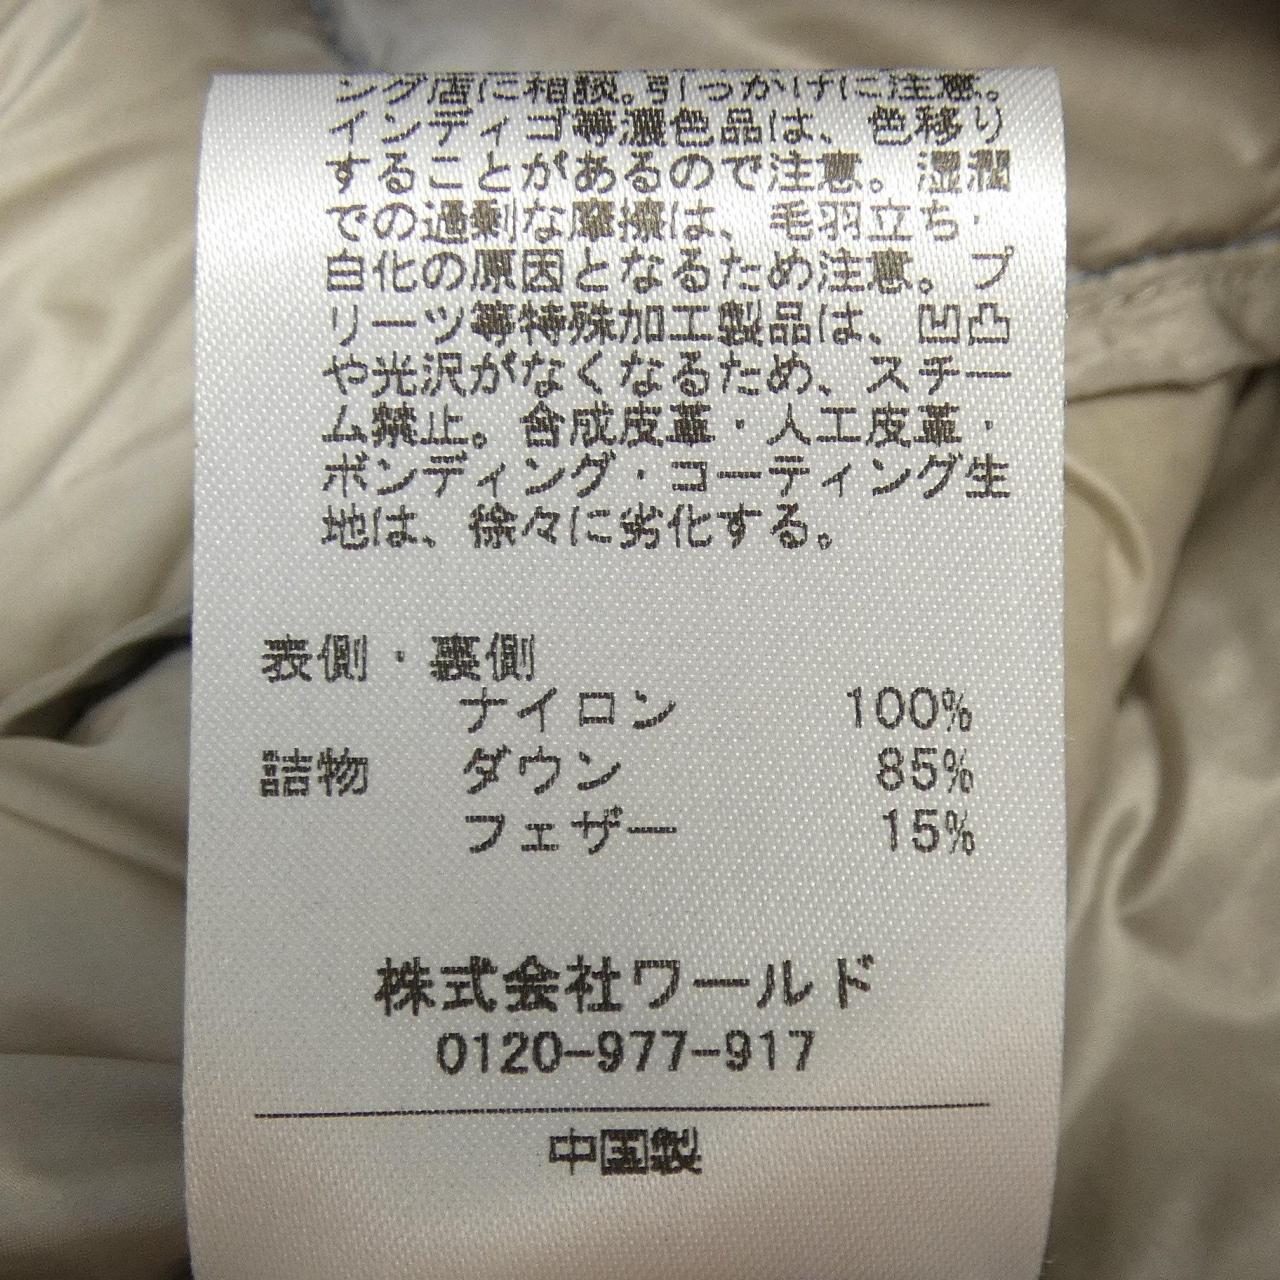 ング店に相談。引っかけに注意。
インディゴ等濃色品は、色移り
することがあるので注意。湿潤
での過剰な摩擦は、毛羽立ち・
白化の原因となるため注意。プ
リーツ等特殊加工製品は、凹凸
や光沢がなくなるため、スチー
ム禁止。合成皮革・人工皮革・
ボンディング・コーティング生
地は、徐々に劣化する。
表側・裏側
ナイロン 100%
詰物 ダウン 85%
フェザー 15%
株式会社ワールド
0120-977-917
中国製